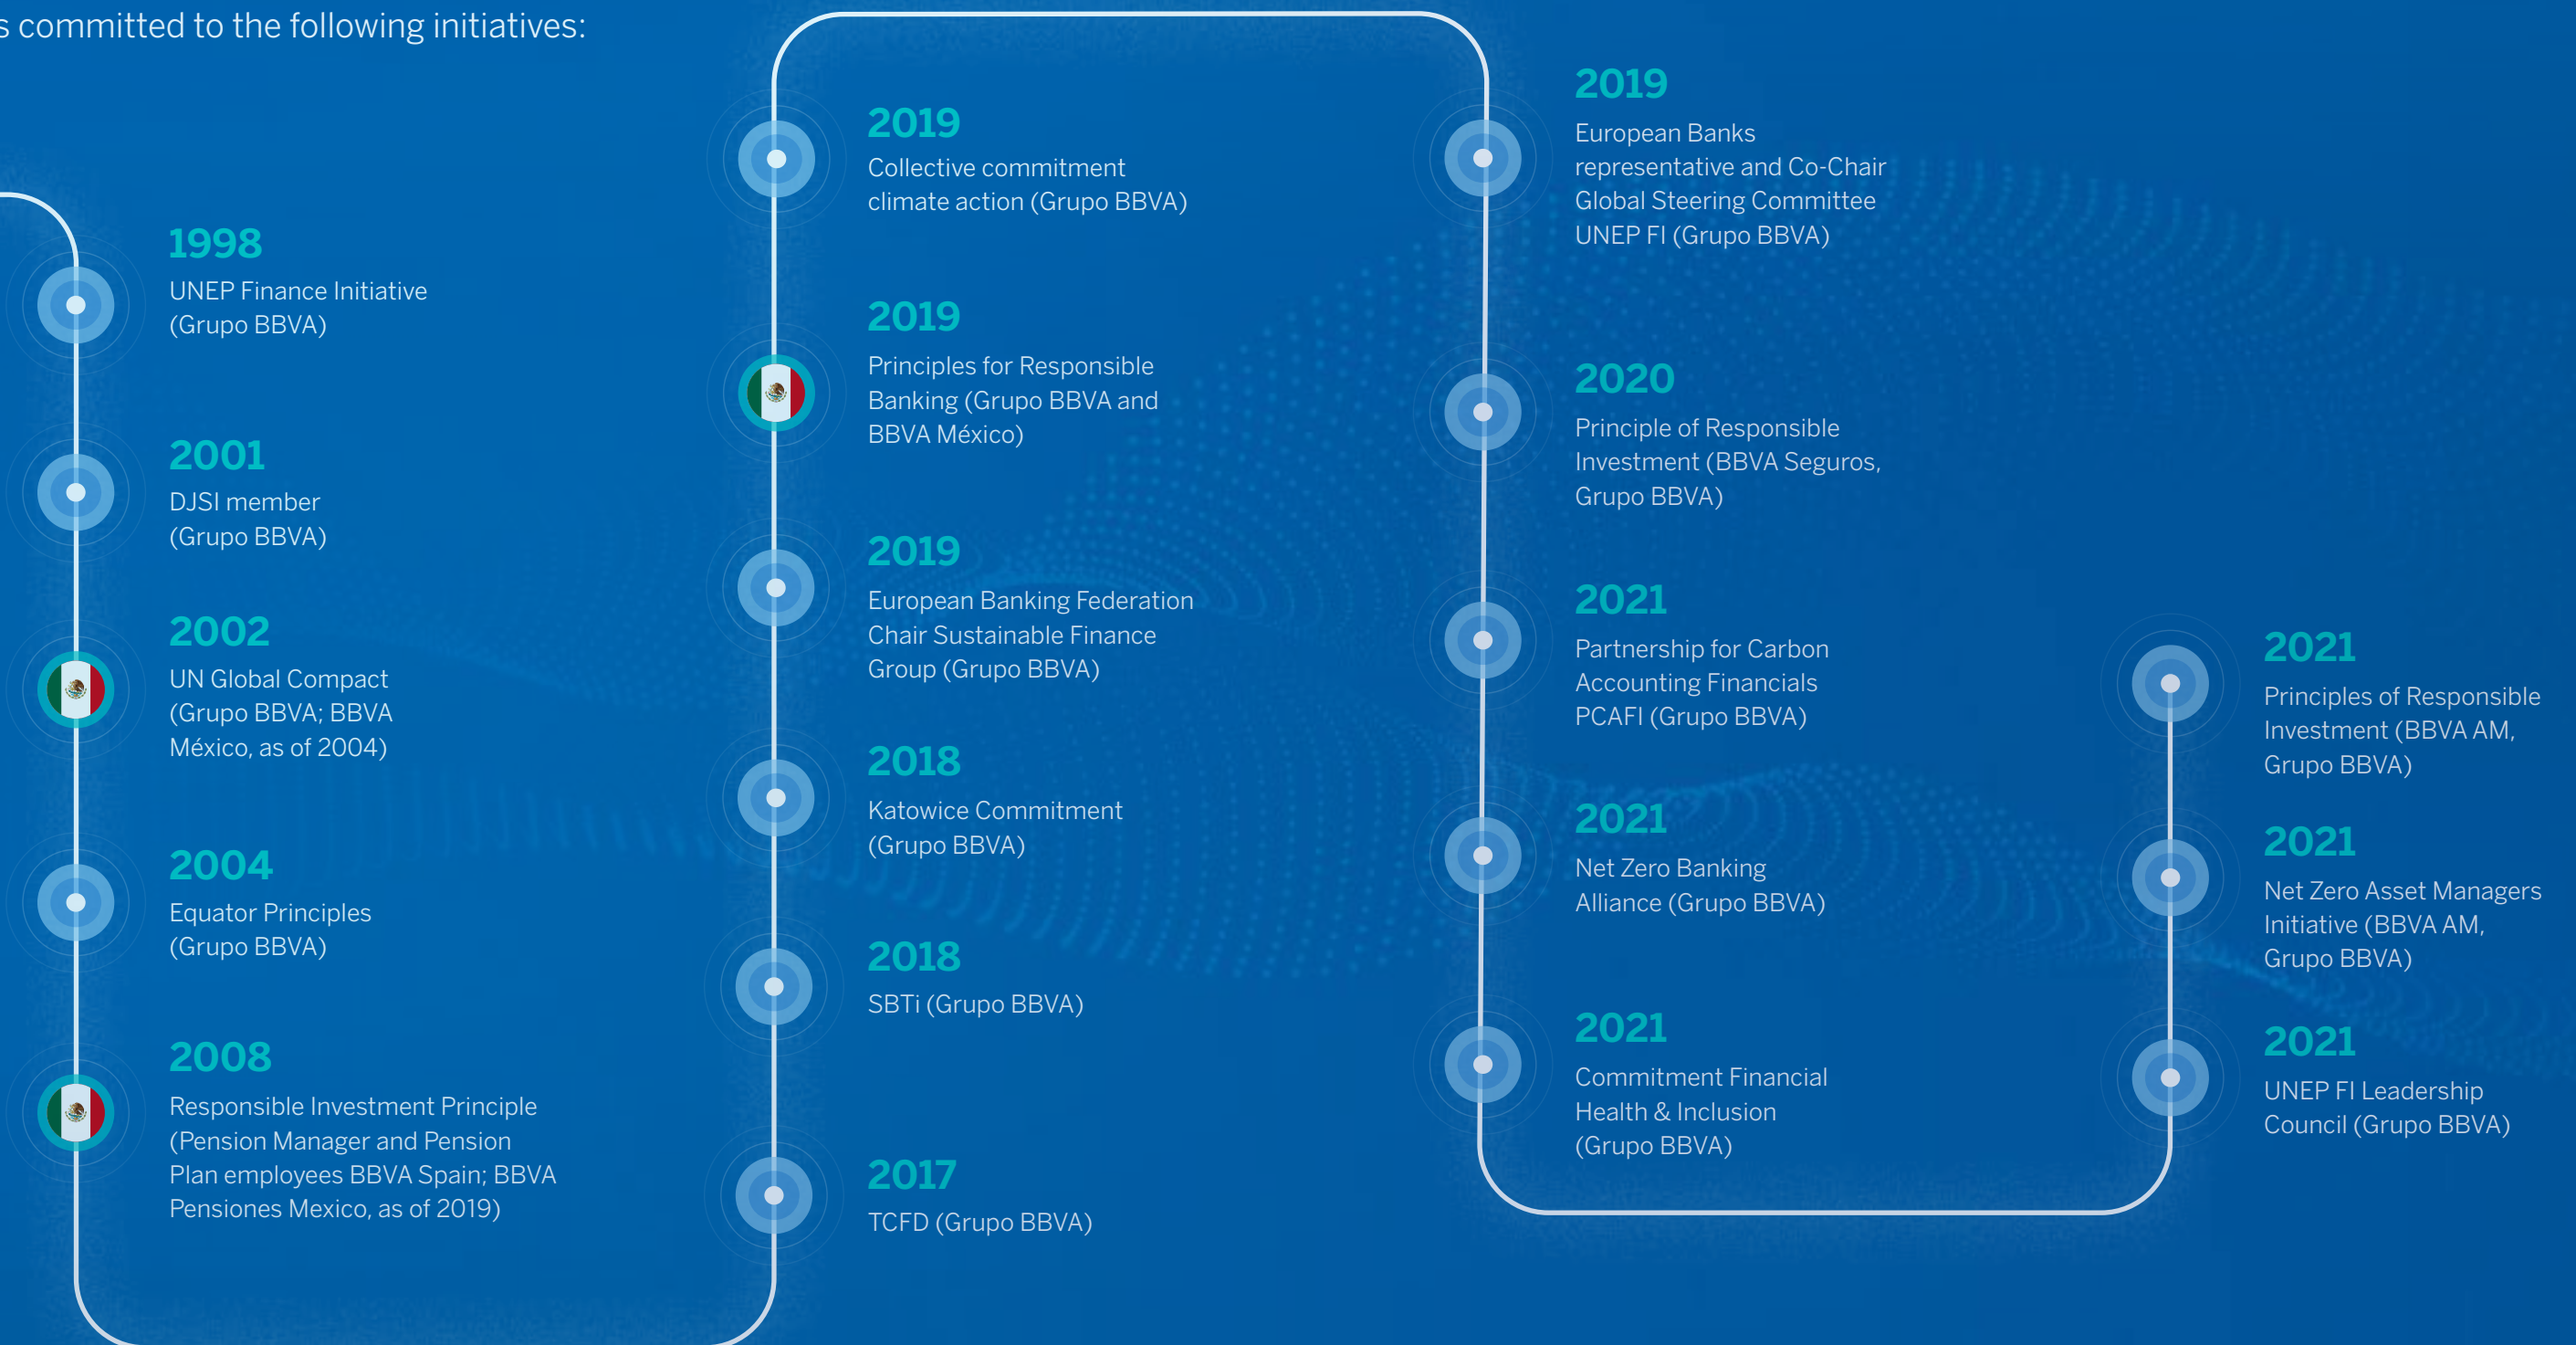 s committed to the following initiatives:
1998
UNEP Finance Initiative
(Grupo BBVA)
2001
DJSI member
(Grupo BBVA)
2002
UN Global Compact
(Grupo BBVA; BBVA
México, as of 2004)
2004
Equator Principles
(Grupo BBVA)
2008
Responsible Investment Principle
(Pension Manager and Pension
Plan employees BBVA Spain; BBVA
Pensiones Mexico, as of 2019)
2019
Collective commitment
climate action (Grupo BBVA)
2019
Principles for Responsible
Banking (Grupo BBVA and
BBVA México)
2019
European Banking Federation
Chair Sustainable Finance
Group (Grupo BBVA)
2018
Katowice Commitment
(Grupo BBVA)
2018
SBTi (Grupo BBVA)
2017
TCFD (Grupo BBVA)
2019
European Banks
representative and Co-Chair
Global Steering Committee
UNEP FI (Grupo BBVA)
2020
Principle of Responsible
Investment (BBVA Seguros,
Grupo BBVA)
2021
Partnership for Carbon
Accounting Financials
PCAFI (Grupo BBVA)
2021
Net Zero Banking
Alliance (Grupo BBVA)
2021
Commitment Financial
Health & Inclusion
(Grupo BBVA)
2021
Principles of Responsible
Investment (BBVA AM,
Grupo BBVA)
2021
Net Zero Asset Managers
Initiative (BBVA AM,
Grupo BBVA)
2021
UNEP FI Leadership
Council (Grupo BBVA)